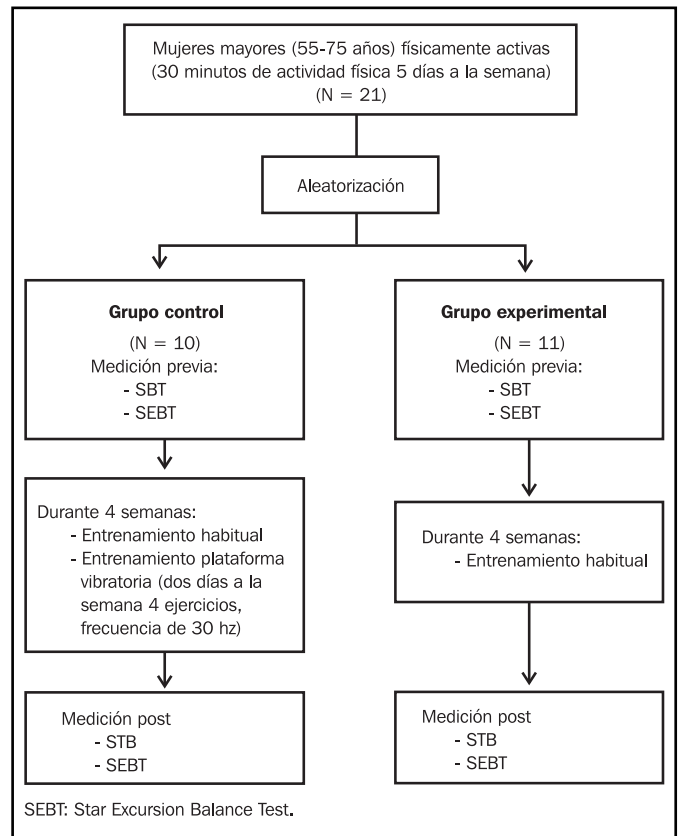 Mujeres mayores (55-75 años) físicamente activas
(30 minutos de actividad física 5 días a la semana)
(N = 21)
Aleatorización
Grupo control
(N = 10)
Medición previa:
- SBT
- SEBT
Grupo experimental
(N = 11)
Medición previa:
- SBT
- SEBT
Durante 4 semanas:
- Entrenamiento habitual
- Entrenamiento plataforma
vibratoria (dos días a la
semana 4 ejercicios,
frecuencia de 30 hz)
Durante 4 semanas:
- Entrenamiento habitual
Medición post
- STB
- SEBT
Medición post
- STB
- SEBT
SEBT: Star Excursion Balance Test.